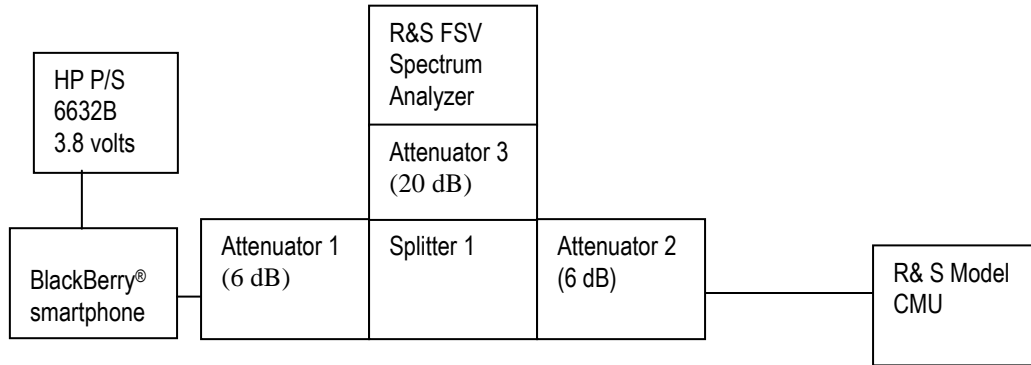 R&S FSV
Spectrum
Analyzer
HP P/S
6632B
3.8 volts
Attenuator 3
(20 dB)
BlackBerry®
smartphone
Attenuator 1
(6 dB)
Splitter 1
Attenuator 2
(6 dB)
R& S Model
CMU